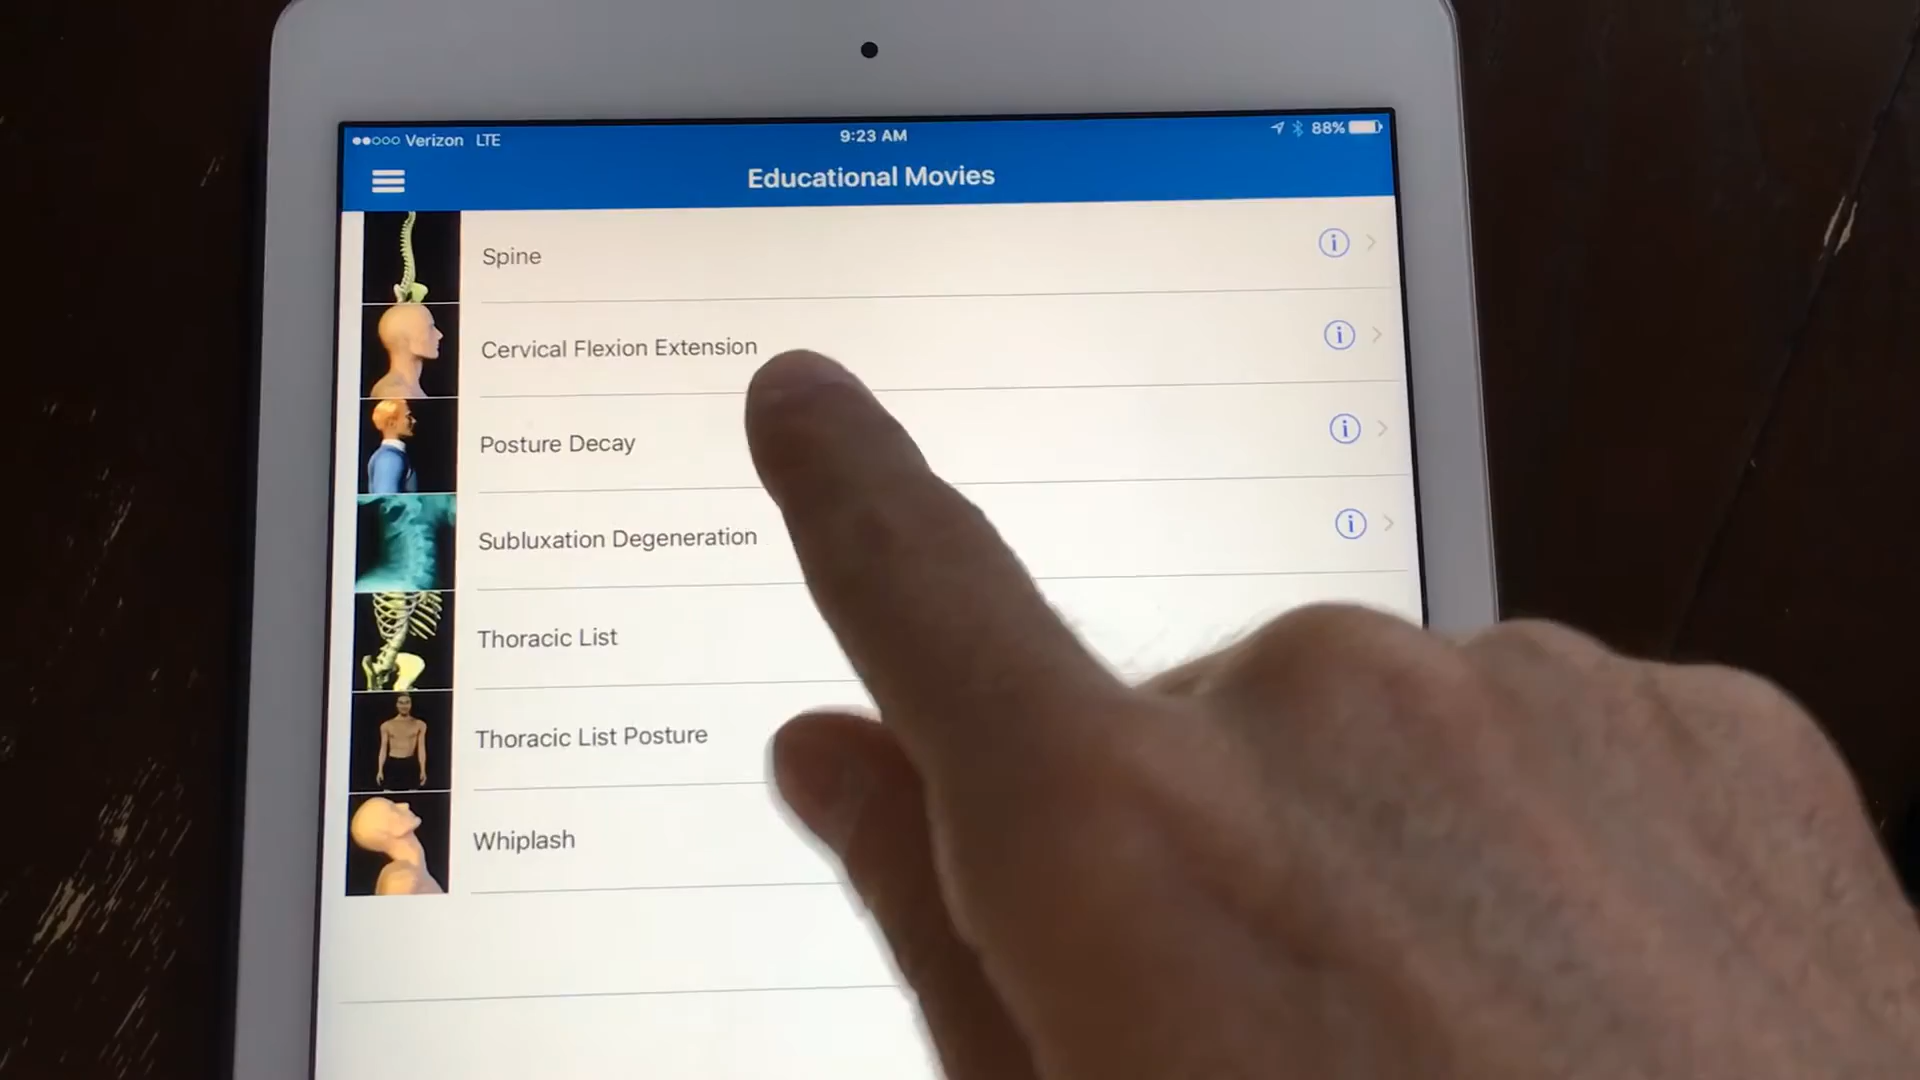 Verizon LTE
9:23 AM
88%
Educational Movies
Spine
Cervical Flexion Extension
Posture Decay
Subluxation Degeneration
Thoracic List
Thoracic List Posture
Whiplash